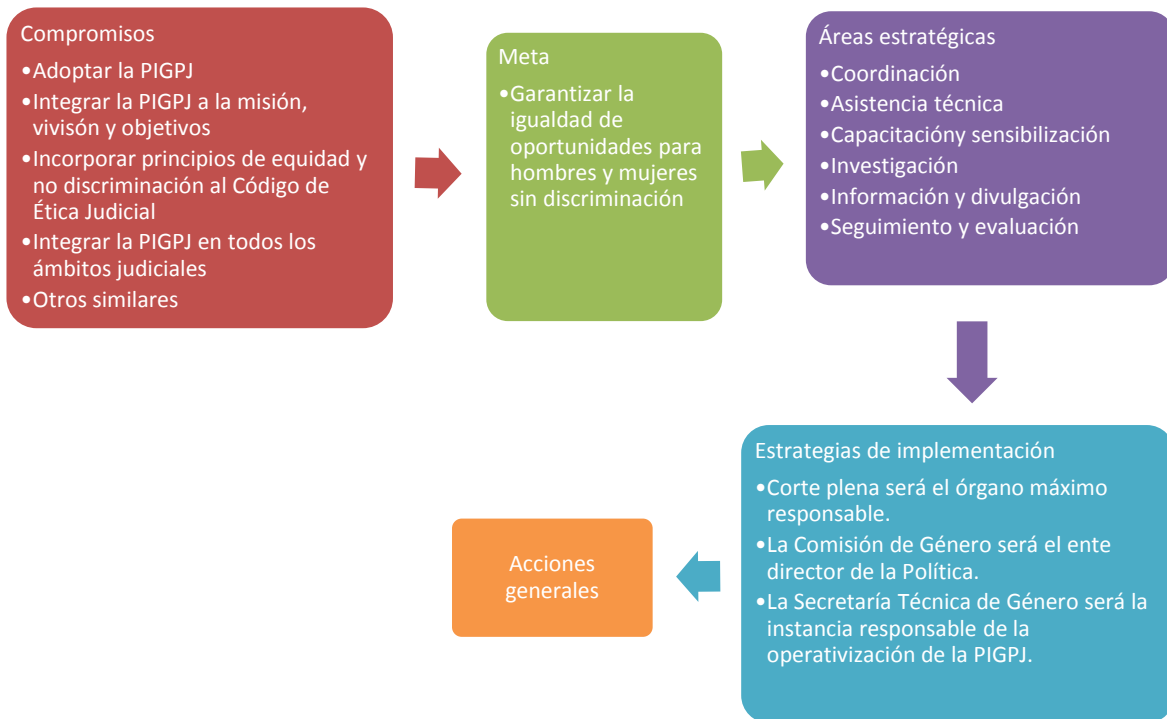 Compromisos
•Adoptar la PIGPJ
•Integrar la PIGPJ a la misión,
vivisón y objetivos
•Incorporar principios de equidad y
no discriminación al Código de
Ética Judicial
•Integrar la PIGPJ en todos los
ámbitos judiciales
•Otros similares
Meta
•Garantizar la
igualdad de
oportunidades para
hombres y mujeres
sin discriminación
Áreas estratégicas
•Coordinación
•Asistencia técnica
•Capacitacióny sensibilización
•Investigación
•Información y divulgación
•Seguimiento y evaluación
Estrategias de implementación
•Corte plena será el órgano máximo
responsable.
•La Comisión de Género será el ente
director de la Política.
•La Secretaría Técnica de Género será la
instancia responsable de la
operativización de la PIGPJ.
Acciones
generales